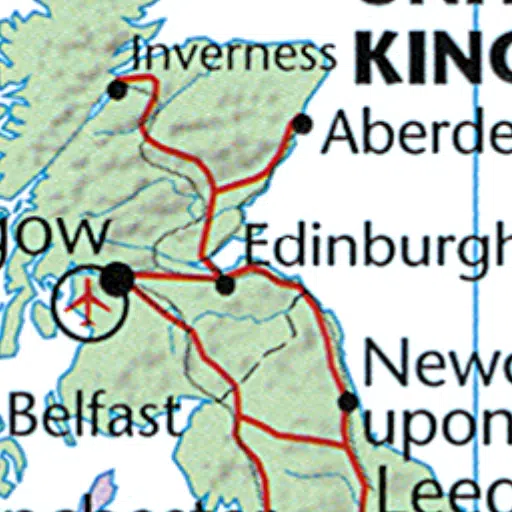 Inverness
KING
Aberde
gow
Edinburgh
Newc
Belfast
upon
Leed